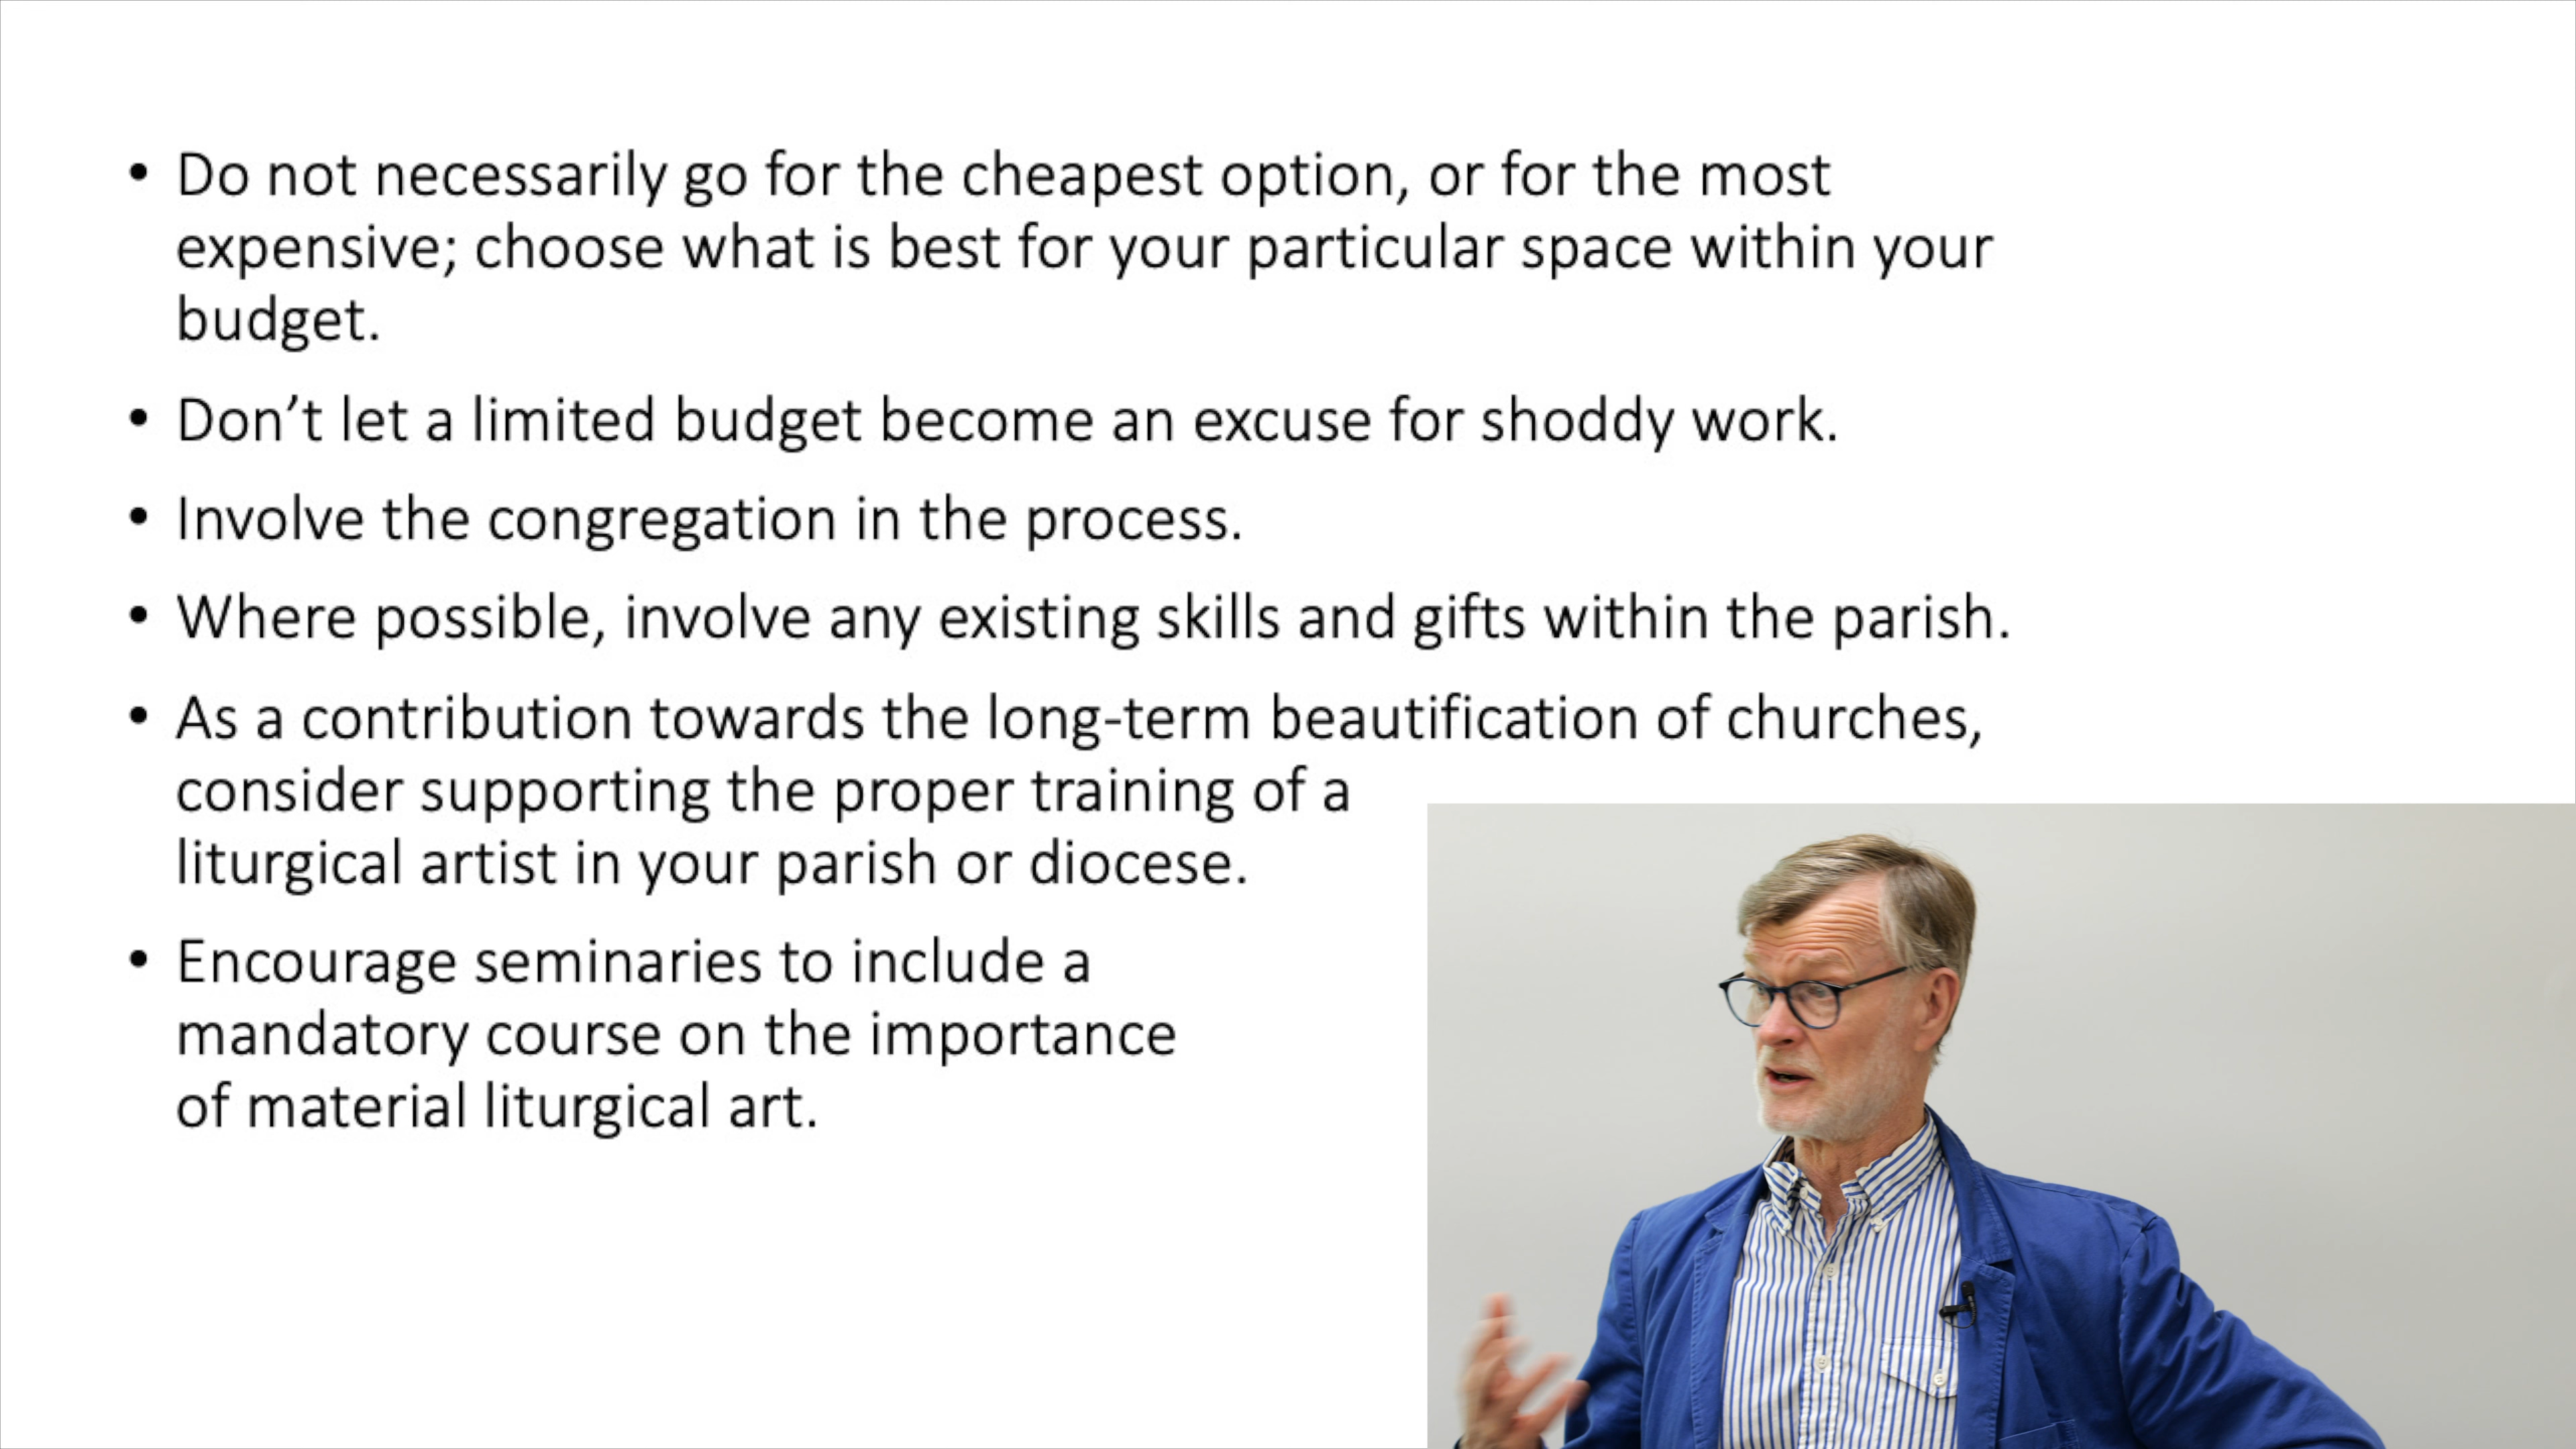 • Do not necessarily go for the cheapest option, or for the most
expensive; choose what is best for your particular space within your
budget.
• Don’t let a limited budget become an excuse for shoddy work.
• Involve the congregation in the process.
• Where possible, involve any existing skills and gifts within the parish.
• As a contribution towards the long-term beautification of churches,
consider supporting the proper training of a
liturgical artist in your parish or diocese.
• Encourage seminaries to include a
mandatory course on the importance
of material liturgical art.